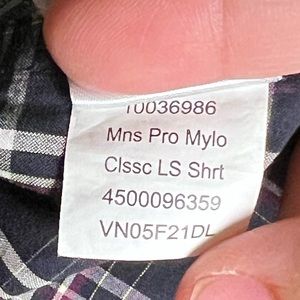 10036986
Mns Pro Mylo
Clssc LS Shrt
4500096359
VN05F21DL